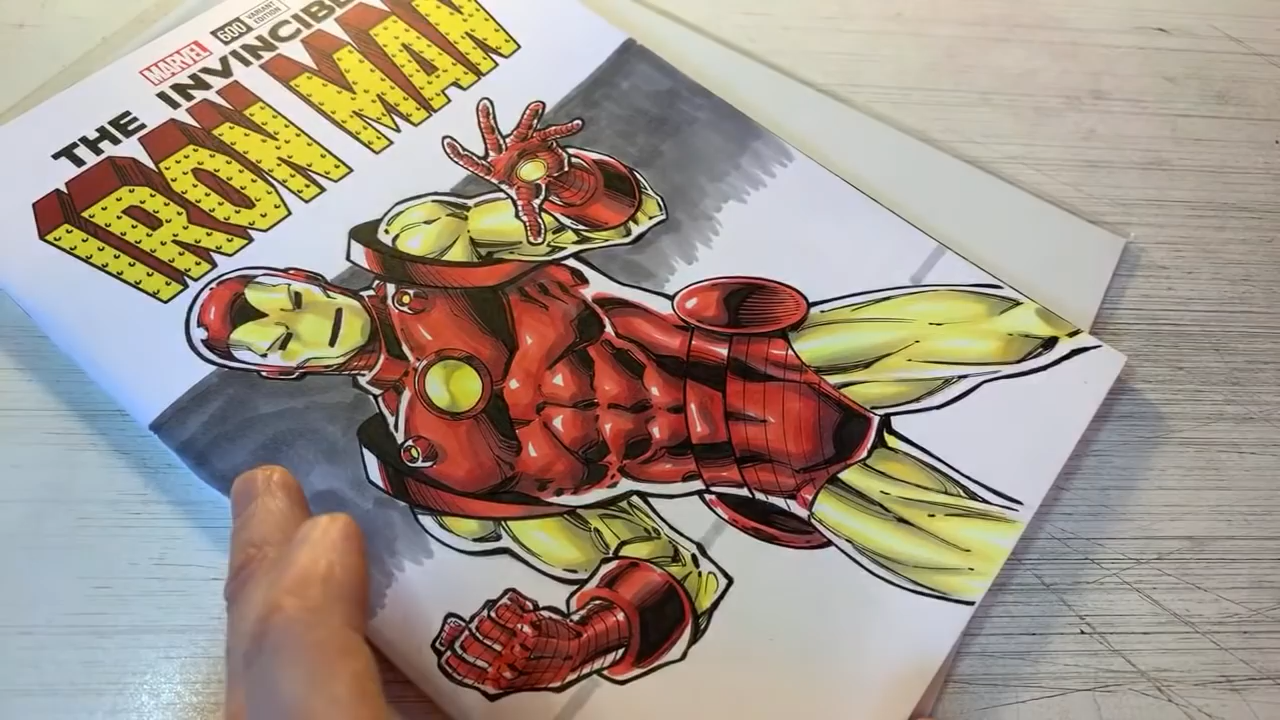 MARVEL
600
VARIANT
EDITION
THE INVINCIBLE
IRON MAN